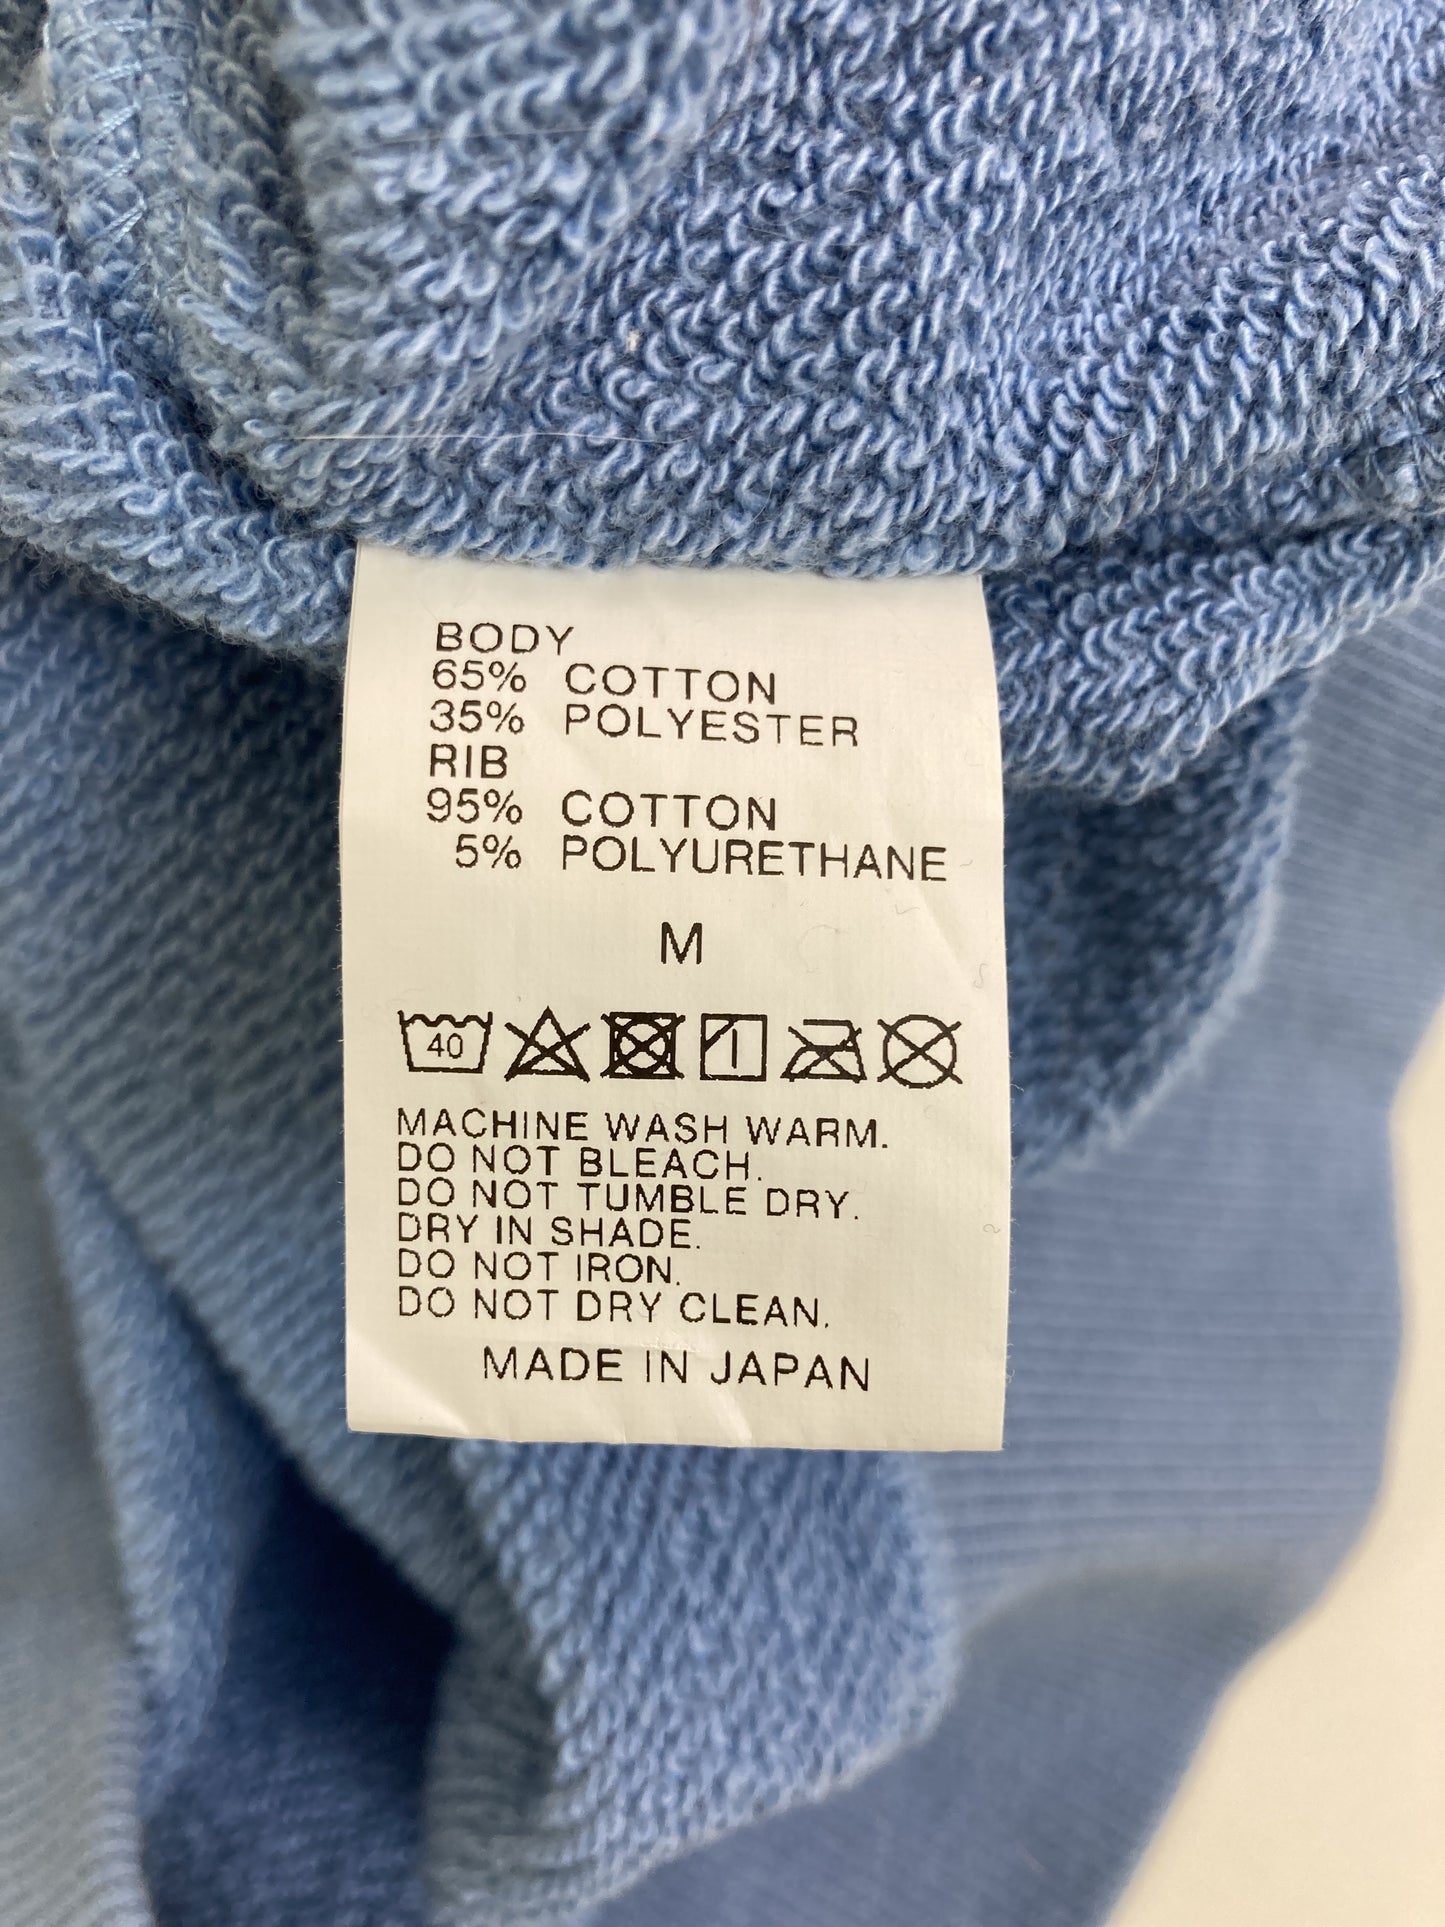 BODY
65% COTTON
35% POLYESTER
RIB
95% COTTON
5% POLYURETHANE
M
40
MACHINE WASH WARM.
DO NOT BLEACH.
DO NOT TUMBLE DRY.
DRY IN SHADE.
DO NOT IRON.
DO NOT DRY CLEAN.
MADE IN JAPAN